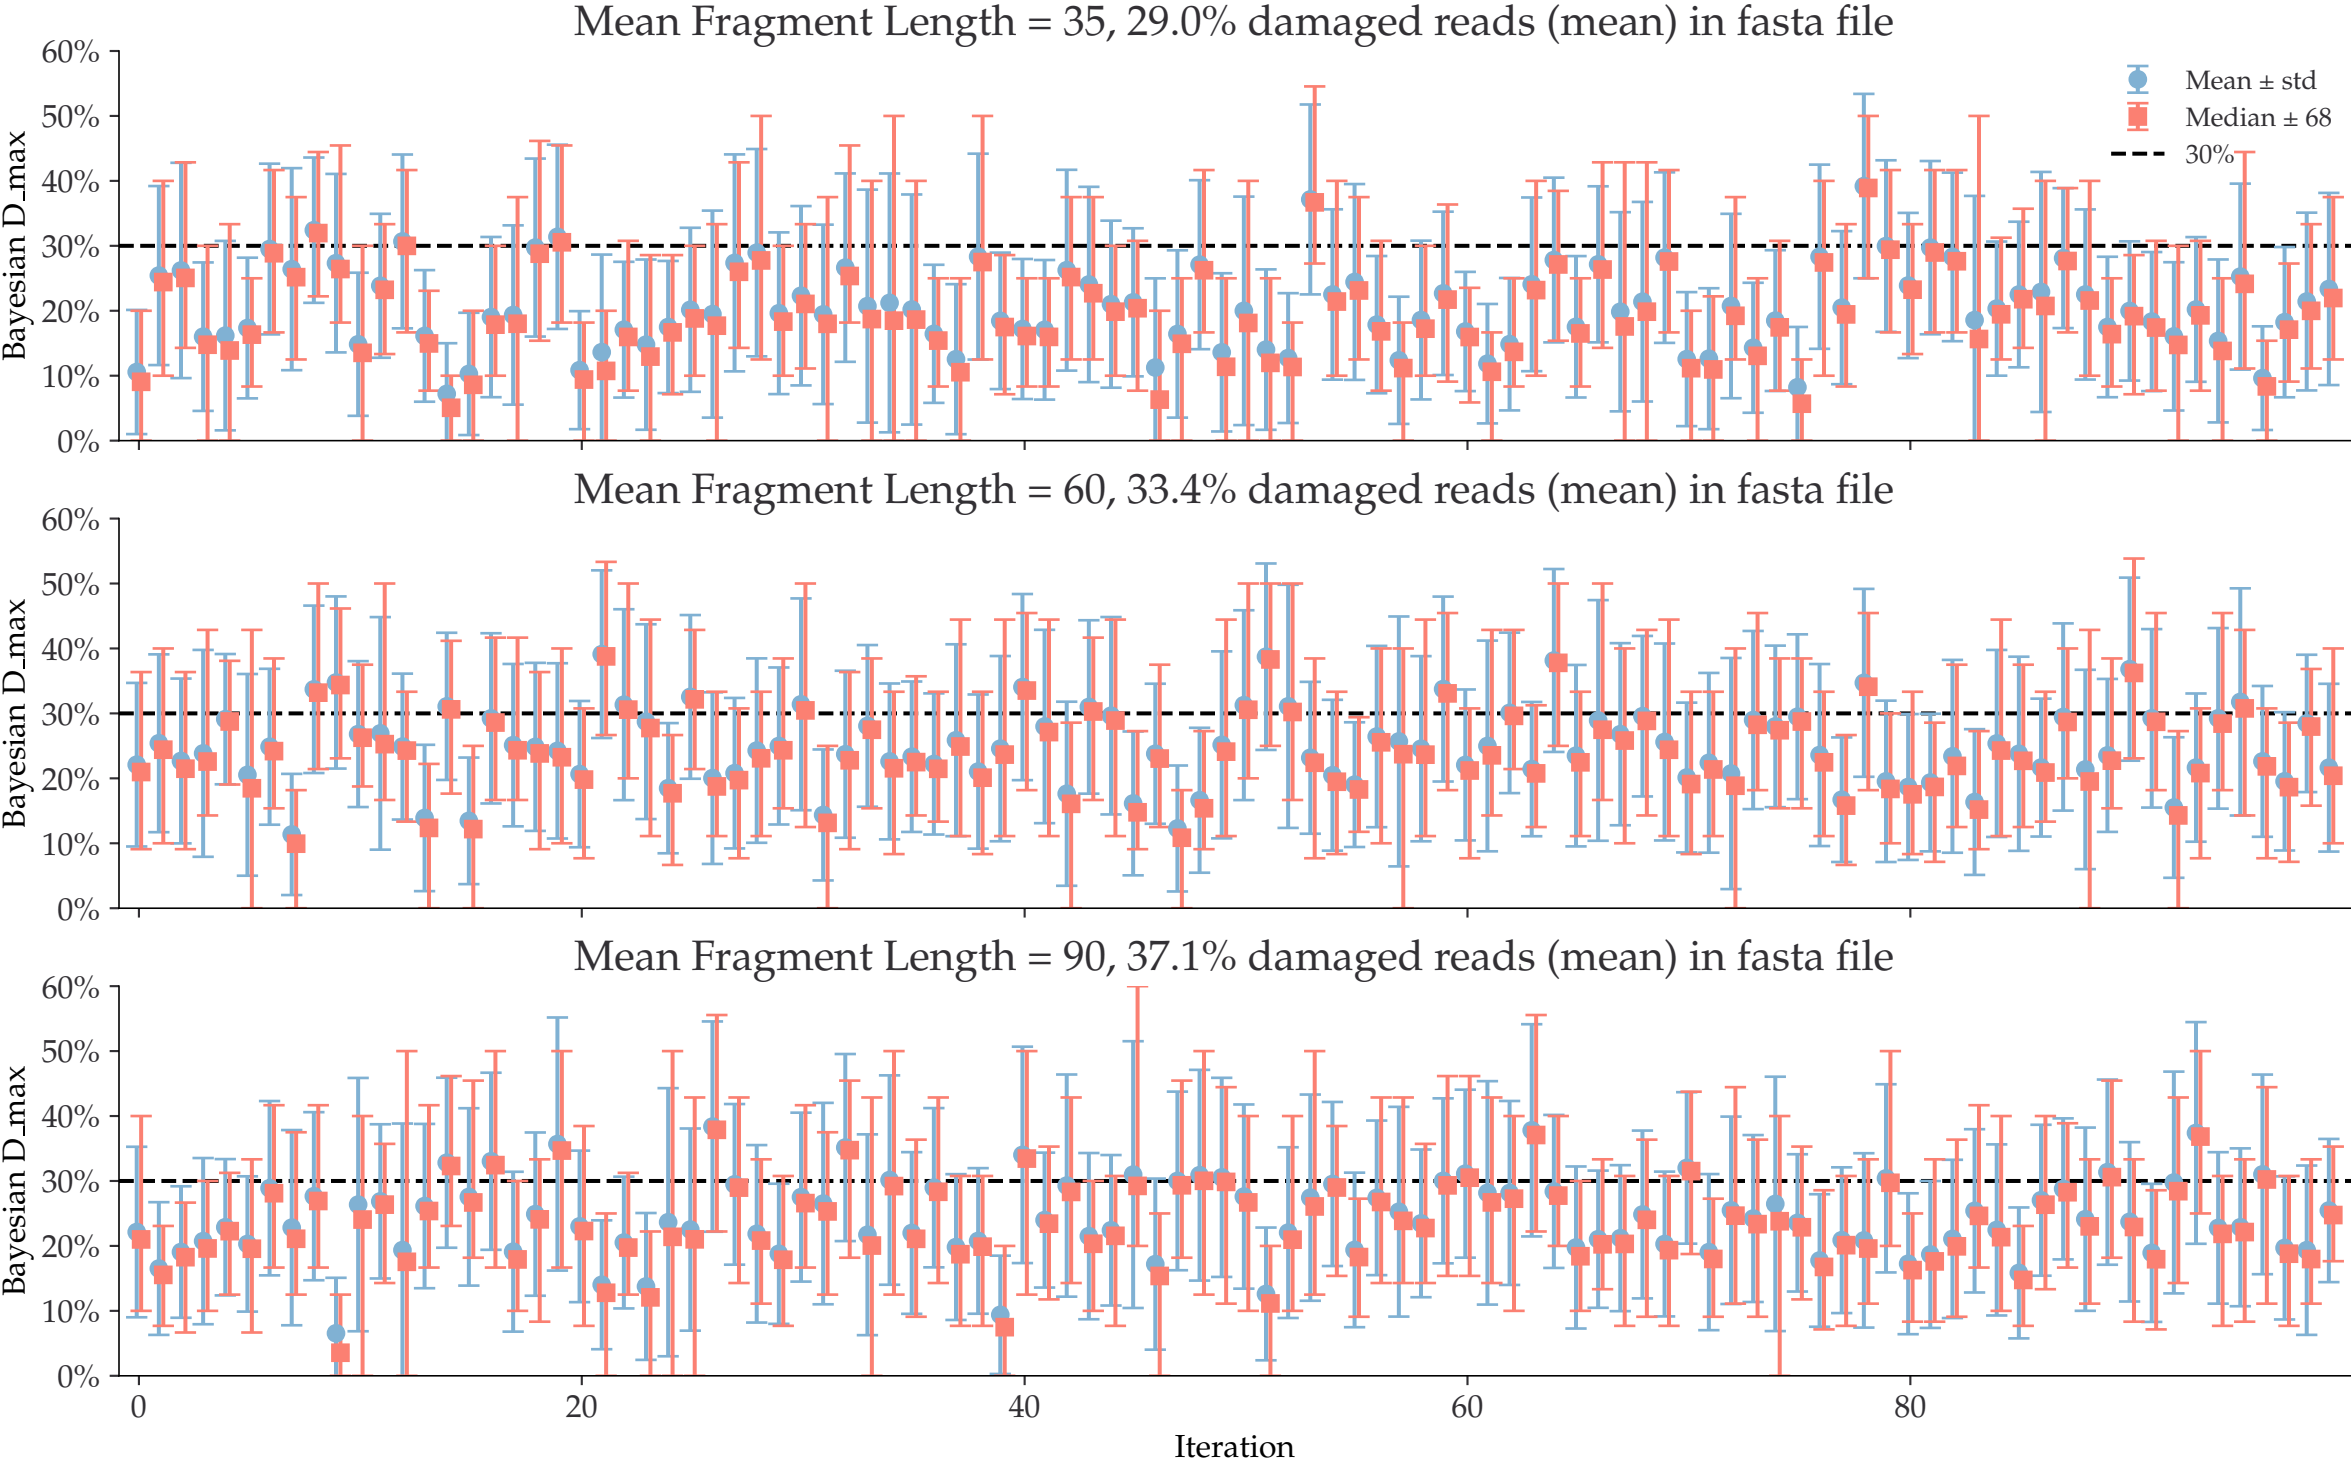 Mean Fragment Length = 35, 29.0% damaged reads (mean) in fasta file
60%
50%
40%
30%
20%
10%
0%
Bayesian D_max
Mean ± std
Median ± 68
30%
Mean Fragment Length = 60, 33.4% damaged reads (mean) in fasta file
60%
50%
40%
30%
20%
10%
0%
Bayesian D_max
Mean Fragment Length = 90, 37.1% damaged reads (mean) in fasta file
60%
50%
40%
30%
20%
10%
0%
Bayesian D_max
0 20 40 60 80
Iteration